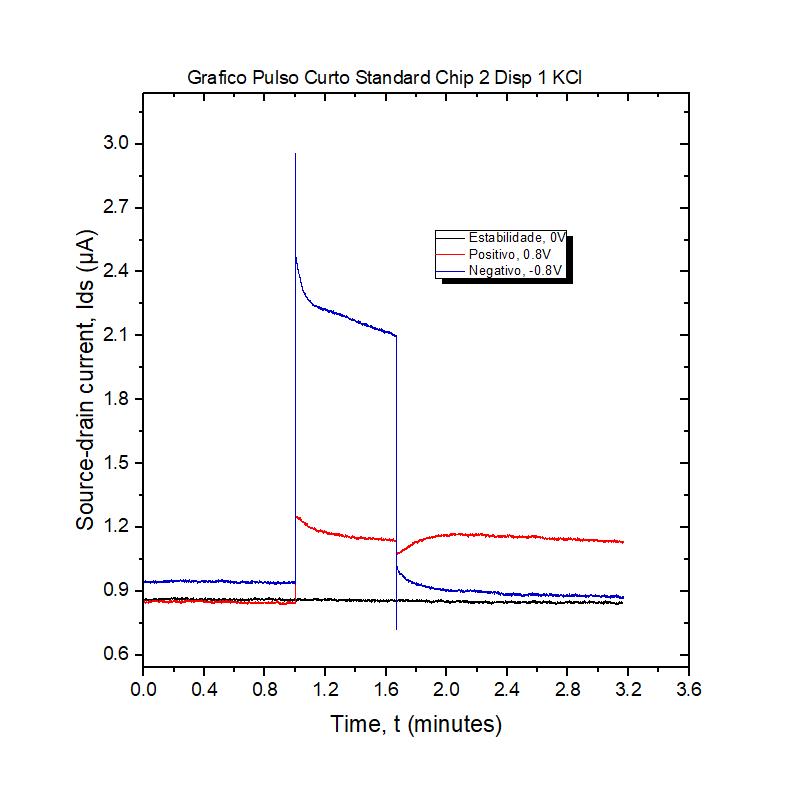 Grafico Pulso Curto Standard Chip 2 Disp 1 KCl
3.0
2.7
2.4
2.1
1.8
1.5
1.2
0.9
0.6
Source-drain current, Ids (µA)
Estabilidade, 0V
Positivo, 0.8V
Negativo, -0.8V
0.0 0.4 0.8 1.2 1.6 2.0 2.4 2.8 3.2 3.6
Time, t (minutes)